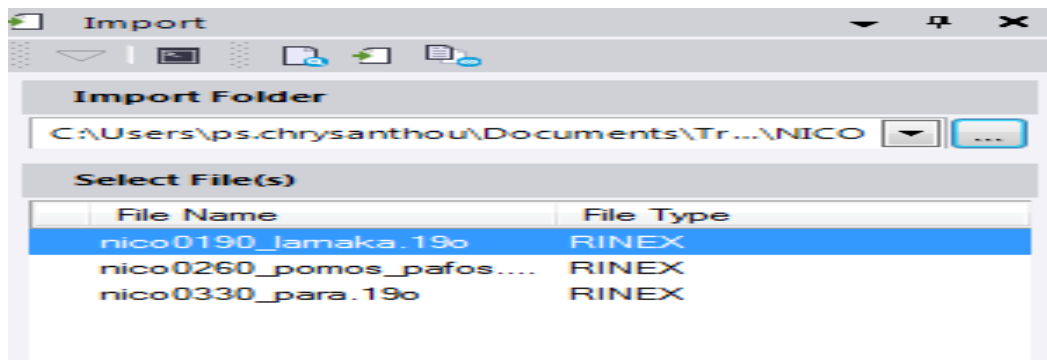 Import
Import Folder
C:\Users\ps.chrysanthou\Documents\Tr...\NICO
...
Select File(s)
File Name File Type
nico0190_larnaka.19o RINEX
nico0260_pomos_pafos.... RINEX
nico0330_para.19o RINEX